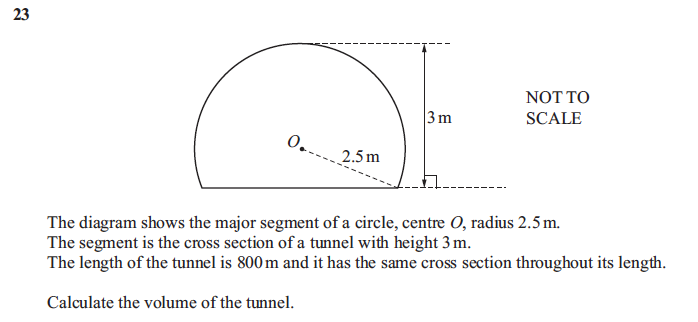 23
NOT TO
SCALE
3 m
O
2.5 m
The diagram shows the major segment of a circle, centre O, radius 2.5 m.
The segment is the cross section of a tunnel with height 3 m.
The length of the tunnel is 800 m and it has the same cross section throughout its length.
Calculate the volume of the tunnel.